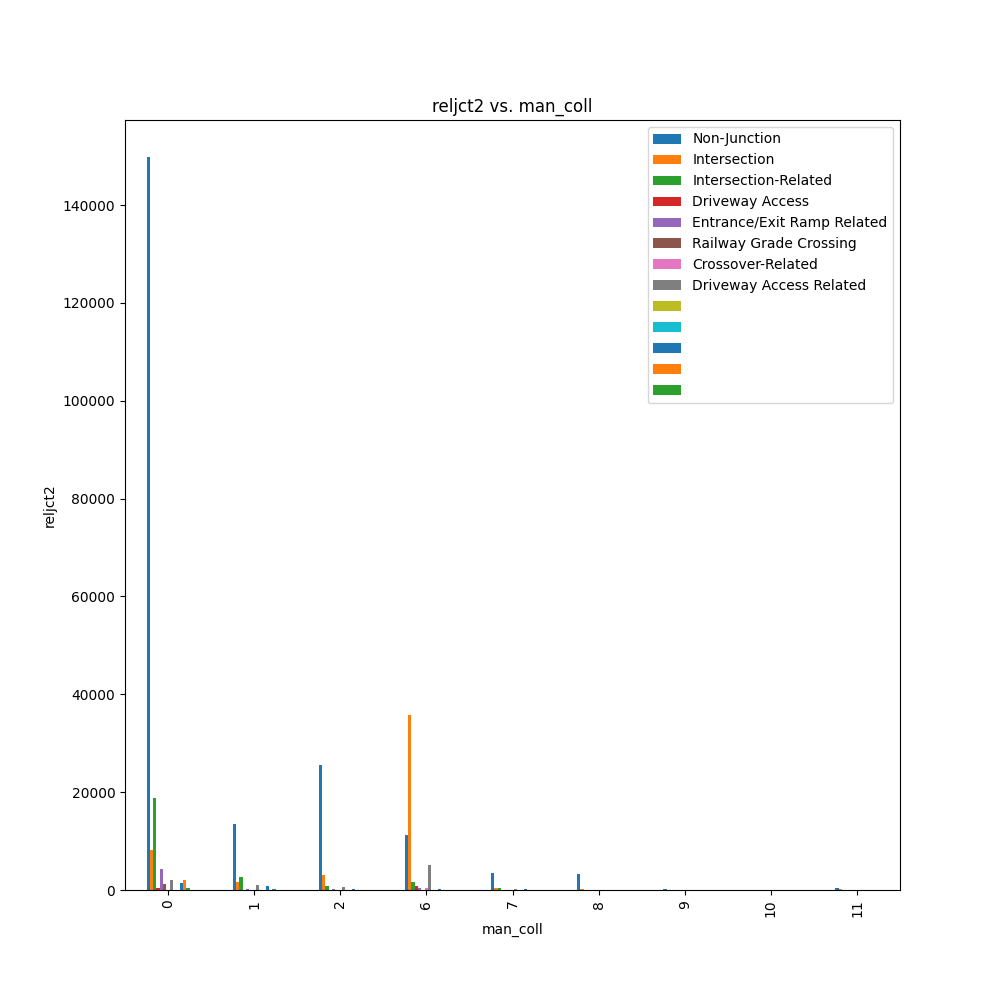 reljct2 vs. man_coll
Non-Junction
Intersection
Intersection-Related
Driveway Access
Entrance/Exit Ramp Related
Railway Grade Crossing
Crossover-Related
Driveway Access Related
140000
120000
100000
80000
60000
40000
20000
0
reljct2
0
1
2
6
7
8
9
10
11
man_coll